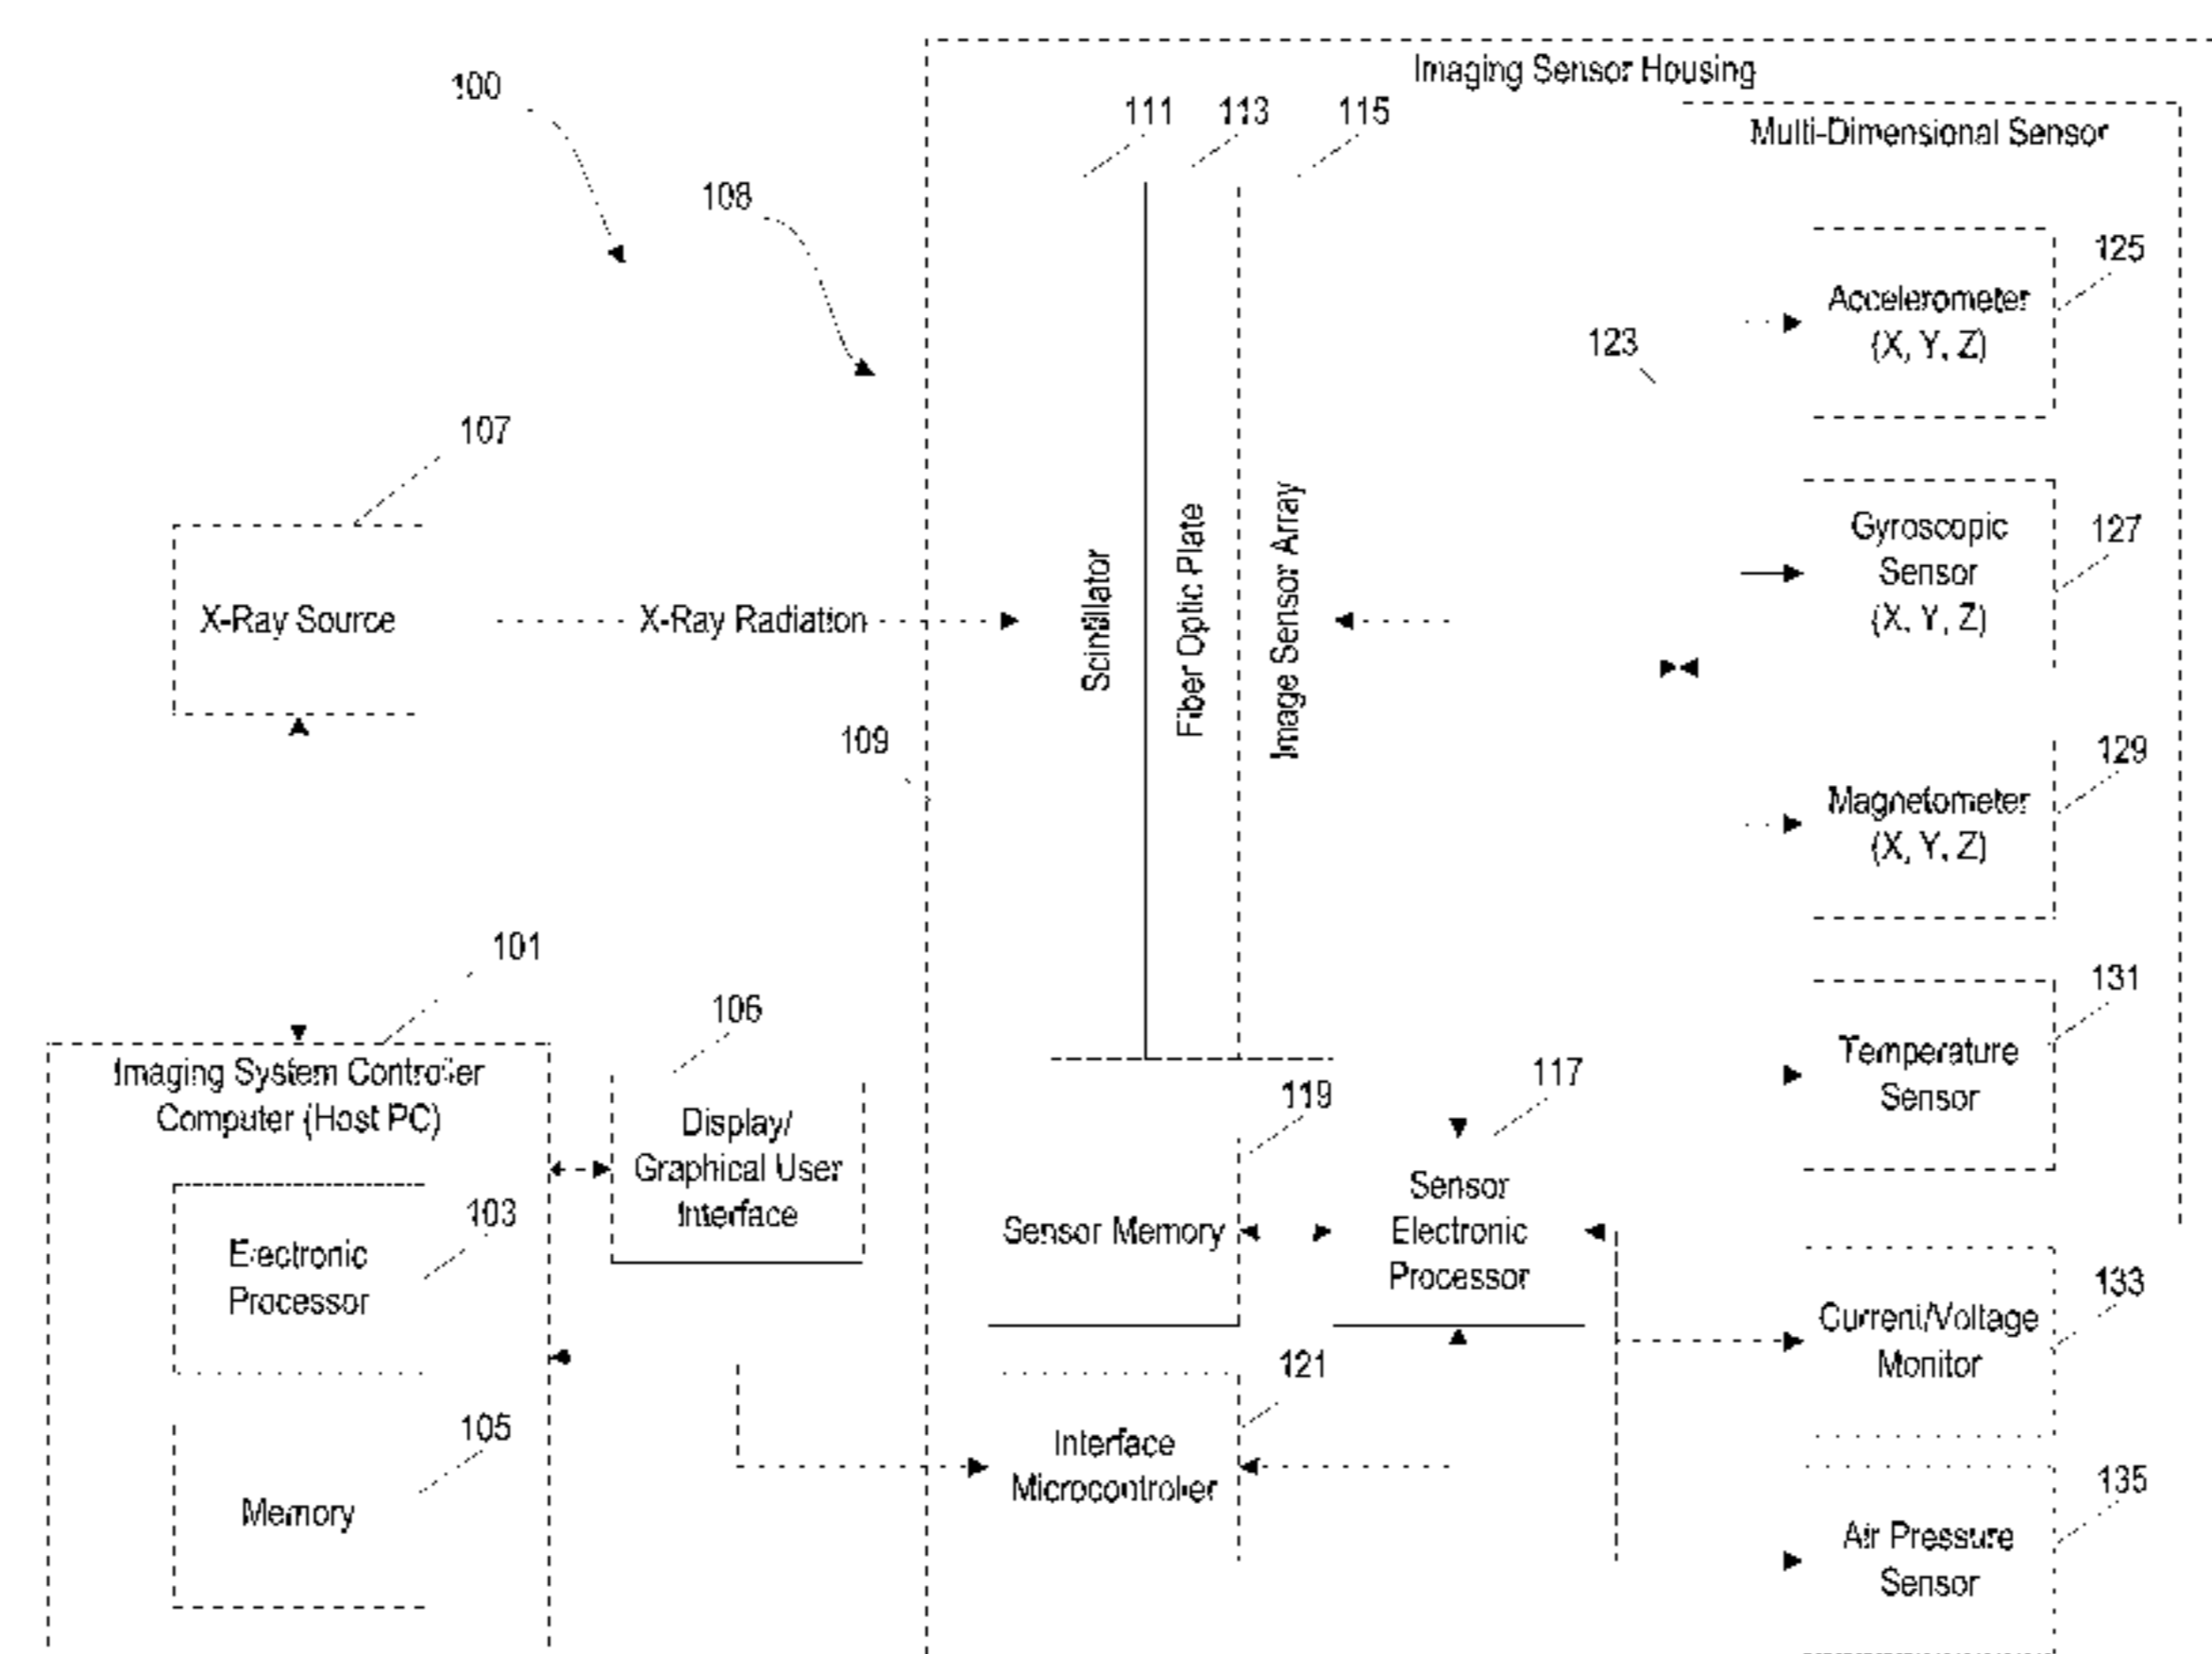 Imaging Sensor Housing
100
111
113
115
Multi-Dimensional Sensor
108
125
Accelerometer
(X, Y, Z)
123
107
Gyroscopic
Sensor
(X, Y, Z)
127
X-Ray Source
X-Ray Radiation
Scintillator
Fiber Optic Plate
Image Sensor Array
109
129
Magnetometer
(X, Y, Z)
101
131
106
Imaging System Controller
Computer (Host PC)
Temperature
Sensor
119
117
Display/
Graphical User
Interface
Sensor Memory
Sensor
Electronic
Processor
103
Electronic
Processor
133
Current/Voltage
Monitor
121
105
Interface
Microcontroller
135
Memory
Air Pressure
Sensor